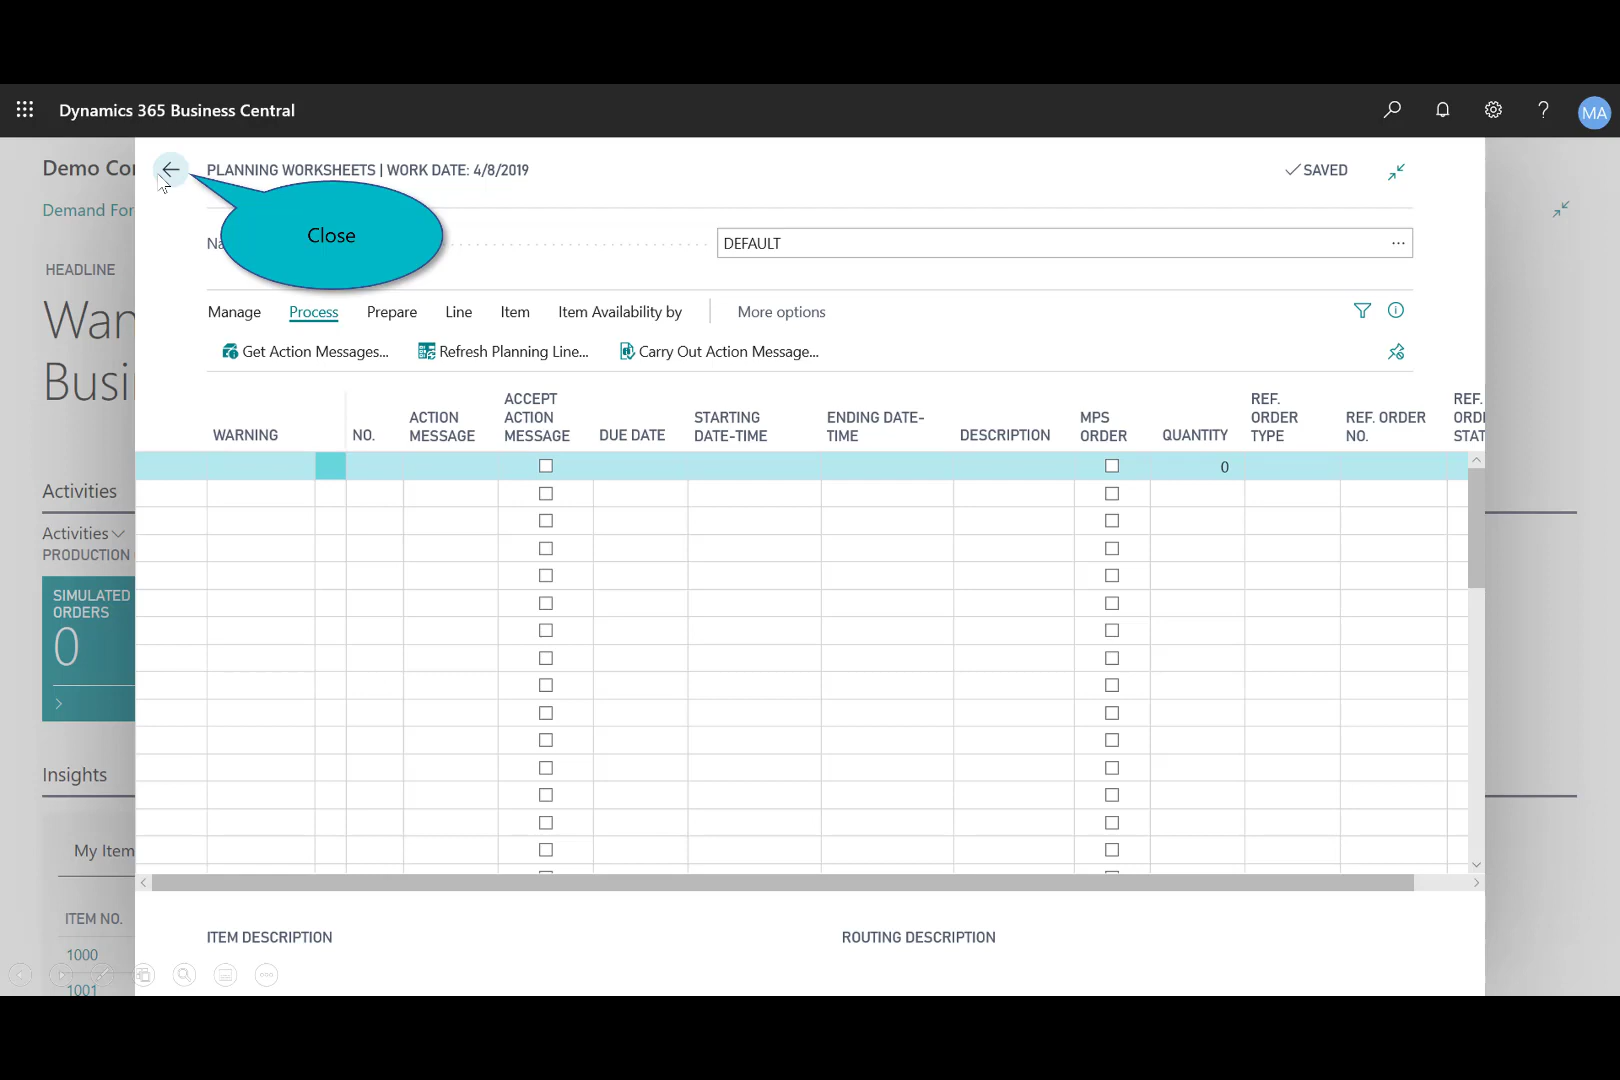 Dynamics 365 Business Central
?
MA
Demo Cor
PLANNING WORKSHEETS | WORK DATE: 4/8/2019
SAVED
Demand For
Close
Na
DEFAULT
...
HEADLINE
Wan
Busi
Manage Process Prepare Line Item Item Availability by More options
Get Action Messages... Refresh Planning Line... Carry Out Action Message...
WARNING
NO.
ACTION
MESSAGE
ACCEPT
ACTION
MESSAGE
DUE DATE
STARTING
DATE-TIME
ENDING DATE-
TIME
DESCRIPTION
MPS
ORDER
QUANTITY
REF.
ORDER
TYPE
REF. ORDER
NO.
REF.
ORDE
STAT
0
Activities
Activities
PRODUCTION
SIMULATED
ORDERS
0
Insights
My Item
ITEM NO.
1000
1001
ITEM DESCRIPTION
ROUTING DESCRIPTION